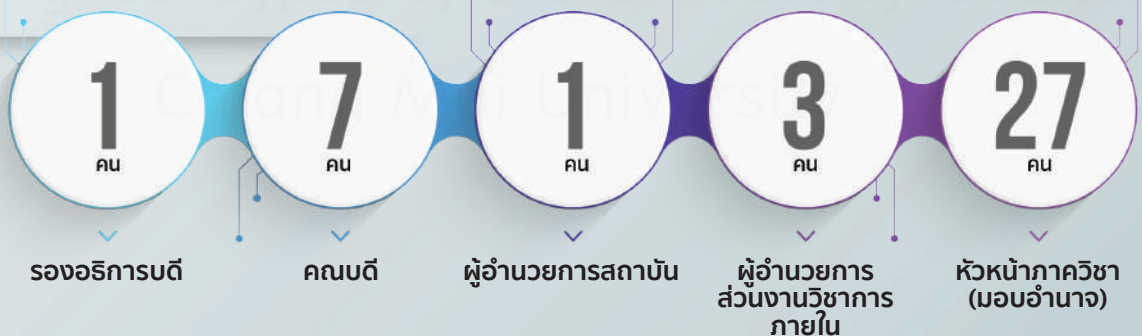 Chiang Mai University
1
คน
7
คน
1
คน
3
คน
27
คน
รองอธิการบดี
คณบดี
ผู้อำนวยการสถาบัน
ผู้อำนวยการ
ส่วนงานวิชาการ
ภายใน
หัวหน้าภาควิชา
(มอบอำนาจ)